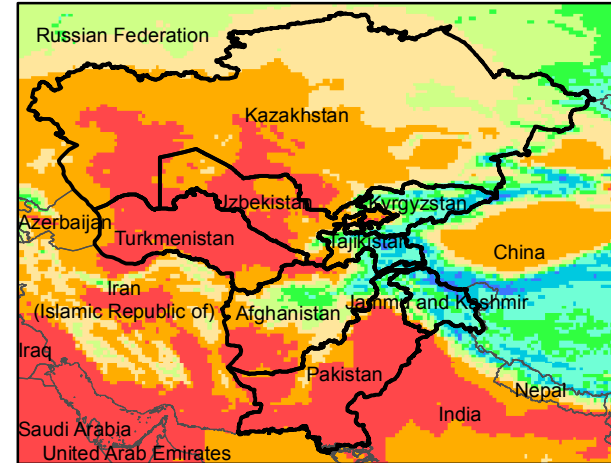 Russian Federation
Kazakhstan
Uzbekistan
Kyrgyzstan
Azerbaijan
Turkmenistan
Tajikistan
China
Iran
(Islamic Republic of)
Afghanistan
Jammu and Kashmir
Iraq
Pakistan
Nepal
India
Saudi Arabia
United Arab Emirates